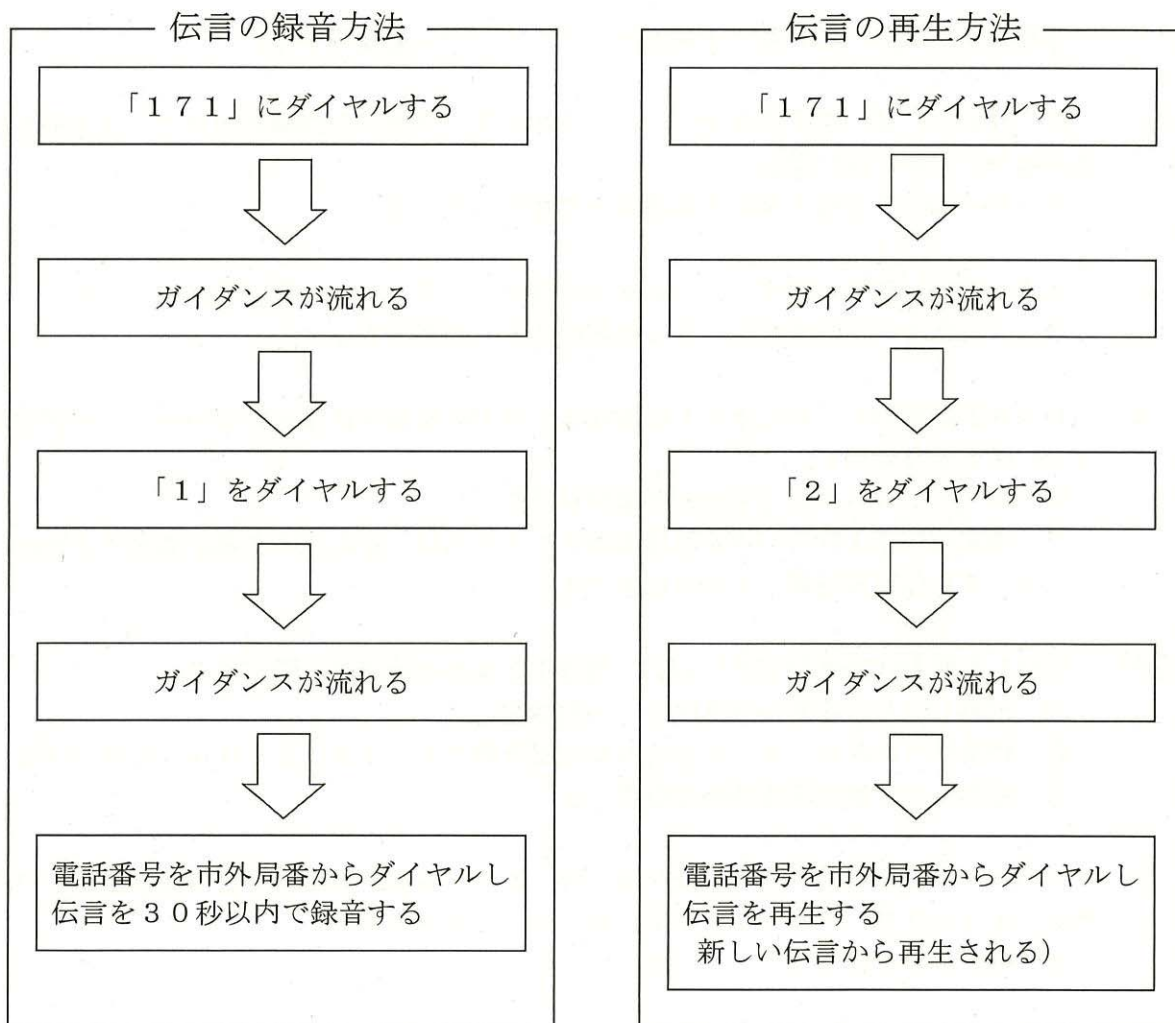 伝言の録音方法
「１７１」にダイヤルする
ガイダンスが流れる
「１」をダイヤルする
ガイダンスが流れる
電話番号を市外局番からダイヤルし
伝言を３０秒以内で録音する
伝言の再生方法
「１７１」にダイヤルする
ガイダンスが流れる
「２」をダイヤルする
ガイダンスが流れる
電話番号を市外局番からダイヤルし
伝言を再生する
新しい伝言から再生される）